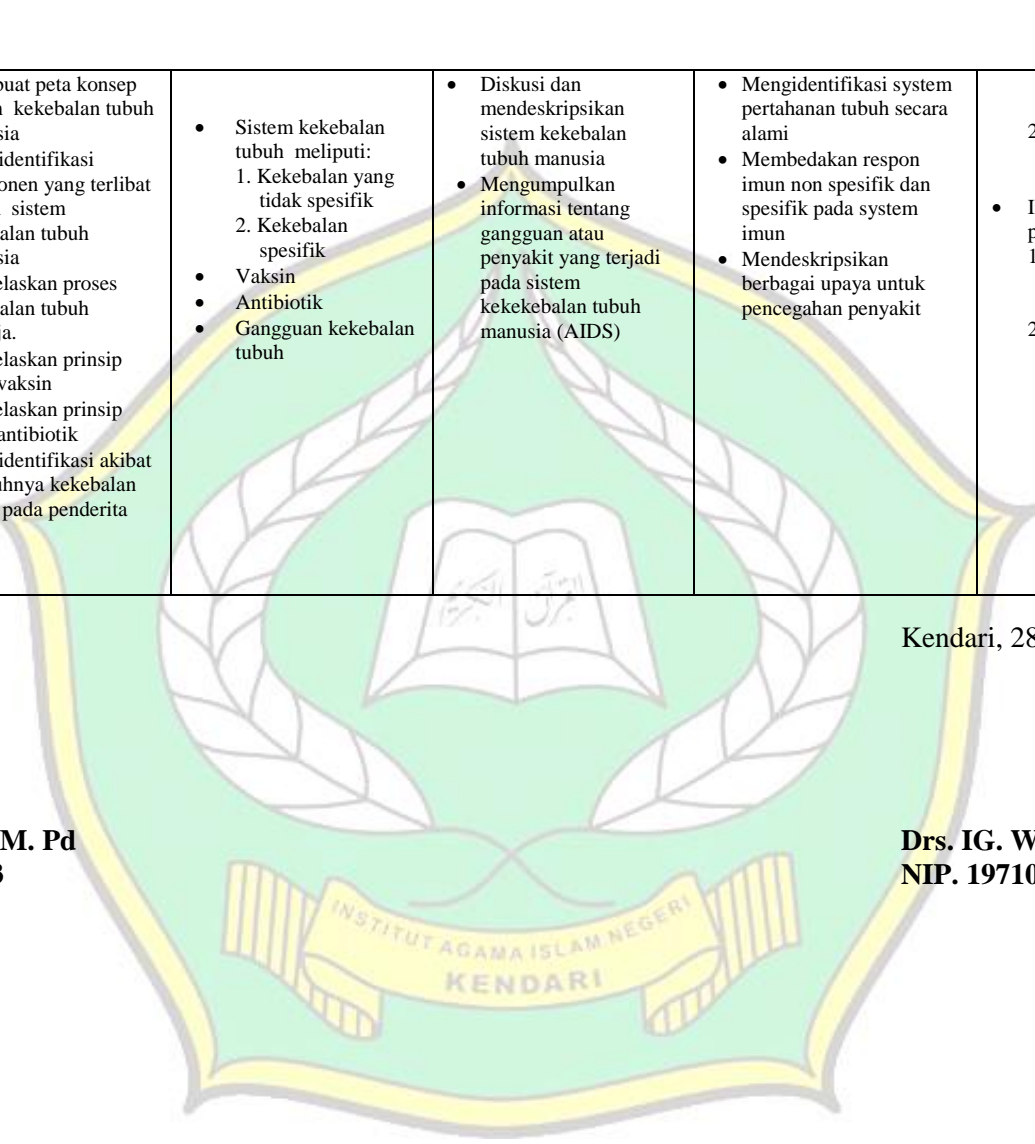 buat peta konsep
kekebalan tubuh
sia
identifikasi
onen yang terlibat
sistem
alan tubuh
sia
elaskan proses
alan tubuh
ja.
elaskan prinsip
vaksin
elaskan prinsip
antibiotik
identifikasi akibat
uhnya kekebalan
pada penderita
• Sistem kekebalan
tubuh meliputi:
1. Kekebalan yang
tidak spesifik
2. Kekebalan
spesifik
• Vaksin
• Antibiotik
• Gangguan kekebalan
tubuh
• Diskusi dan
mendeskripsikan
sistem kekebalan
tubuh manusia
• Mengumpulkan
informasi tentang
gangguan atau
penyakit yang terjadi
pada sistem
kekekebalan tubuh
manusia (AIDS)
• Mengidentifikasi system
pertahanan tubuh secara
alami
• Membedakan respon
imun non spesifik dan
spesifik pada system
imun
• Mendeskripsikan
berbagai upaya untuk
pencegahan penyakit
2
• I
p
1
2
القرآن الكريم
Kendari, 28
M. Pd
3
Drs. IG. W
NIP. 19710
INSTITUT AGAMA ISLAM NEGERI
KENDARI